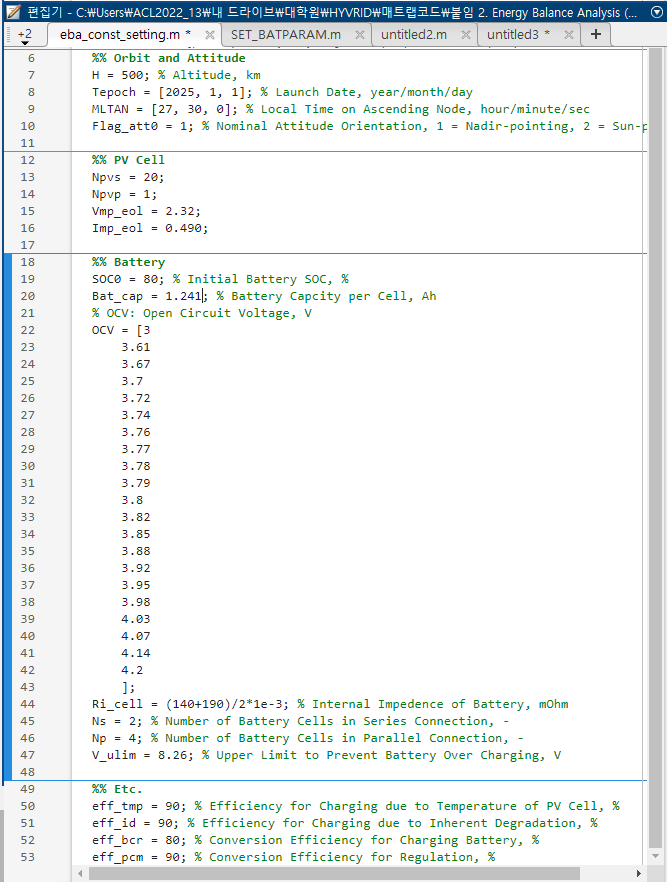 편집기 - C:₩Users₩ACL2022_13₩내 드라이브₩대학원₩HYVRID₩매트랩코드₩붙임 2. Energy Balance Analysis (...
+2 eba_const_setting.m * SET_BATPARAM.m untitled2.m untitled3 * +
6 %% Orbit and Attitude
7 H = 500; % Altitude, km
8 Tepoch = [2025, 1, 1]; % Launch Date, year/month/day
9 MLTAN = [27, 30, 0]; % Local Time on Ascending Node, hour/minute/sec
10 Flag_att0 = 1; % Nominal Attitude Orientation, 1 = Nadir-pointing, 2 = Sun-p
11
12 %% PV Cell
13 Npvs = 20;
14 Npvp = 1;
15 Vmp_eol = 2.32;
16 Imp_eol = 0.490;
17
18 %% Battery
19 SOC0 = 80; % Initial Battery SOC, %
20 Bat_cap = 1.241; % Battery Capcity per Cell, Ah
21 % OCV: Open Circuit Voltage, V
22 OCV = [3
23 3.61
24 3.67
25 3.7
26 3.72
27 3.74
28 3.76
29 3.77
30 3.78
31 3.79
32 3.8
33 3.82
34 3.85
35 3.88
36 3.92
37 3.95
38 3.98
39 4.03
40 4.07
41 4.14
42 4.2
43 ];
44 Ri_cell = (140+190)/2*1e-3; % Internal Impedence of Battery, mOhm
45 Ns = 2; % Number of Battery Cells in Series Connection, -
46 Np = 4; % Number of Battery Cells in Parallel Connection, -
47 V_ulim = 8.26; % Upper Limit to Prevent Battery Over Charging, V
48
49 %% Etc.
50 eff_tmp = 90; % Efficiency for Charging due to Temperature of PV Cell, %
51 eff_id = 90; % Efficiency for Charging due to Inherent Degradation, %
52 eff_bcr = 80; % Conversion Efficiency for Charging Battery, %
53 eff_pcm = 90; % Conversion Efficiency for Regulation, %